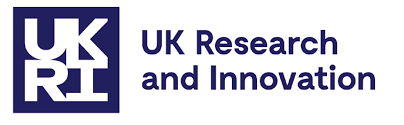 UK
RI
UK Research
and Innovation